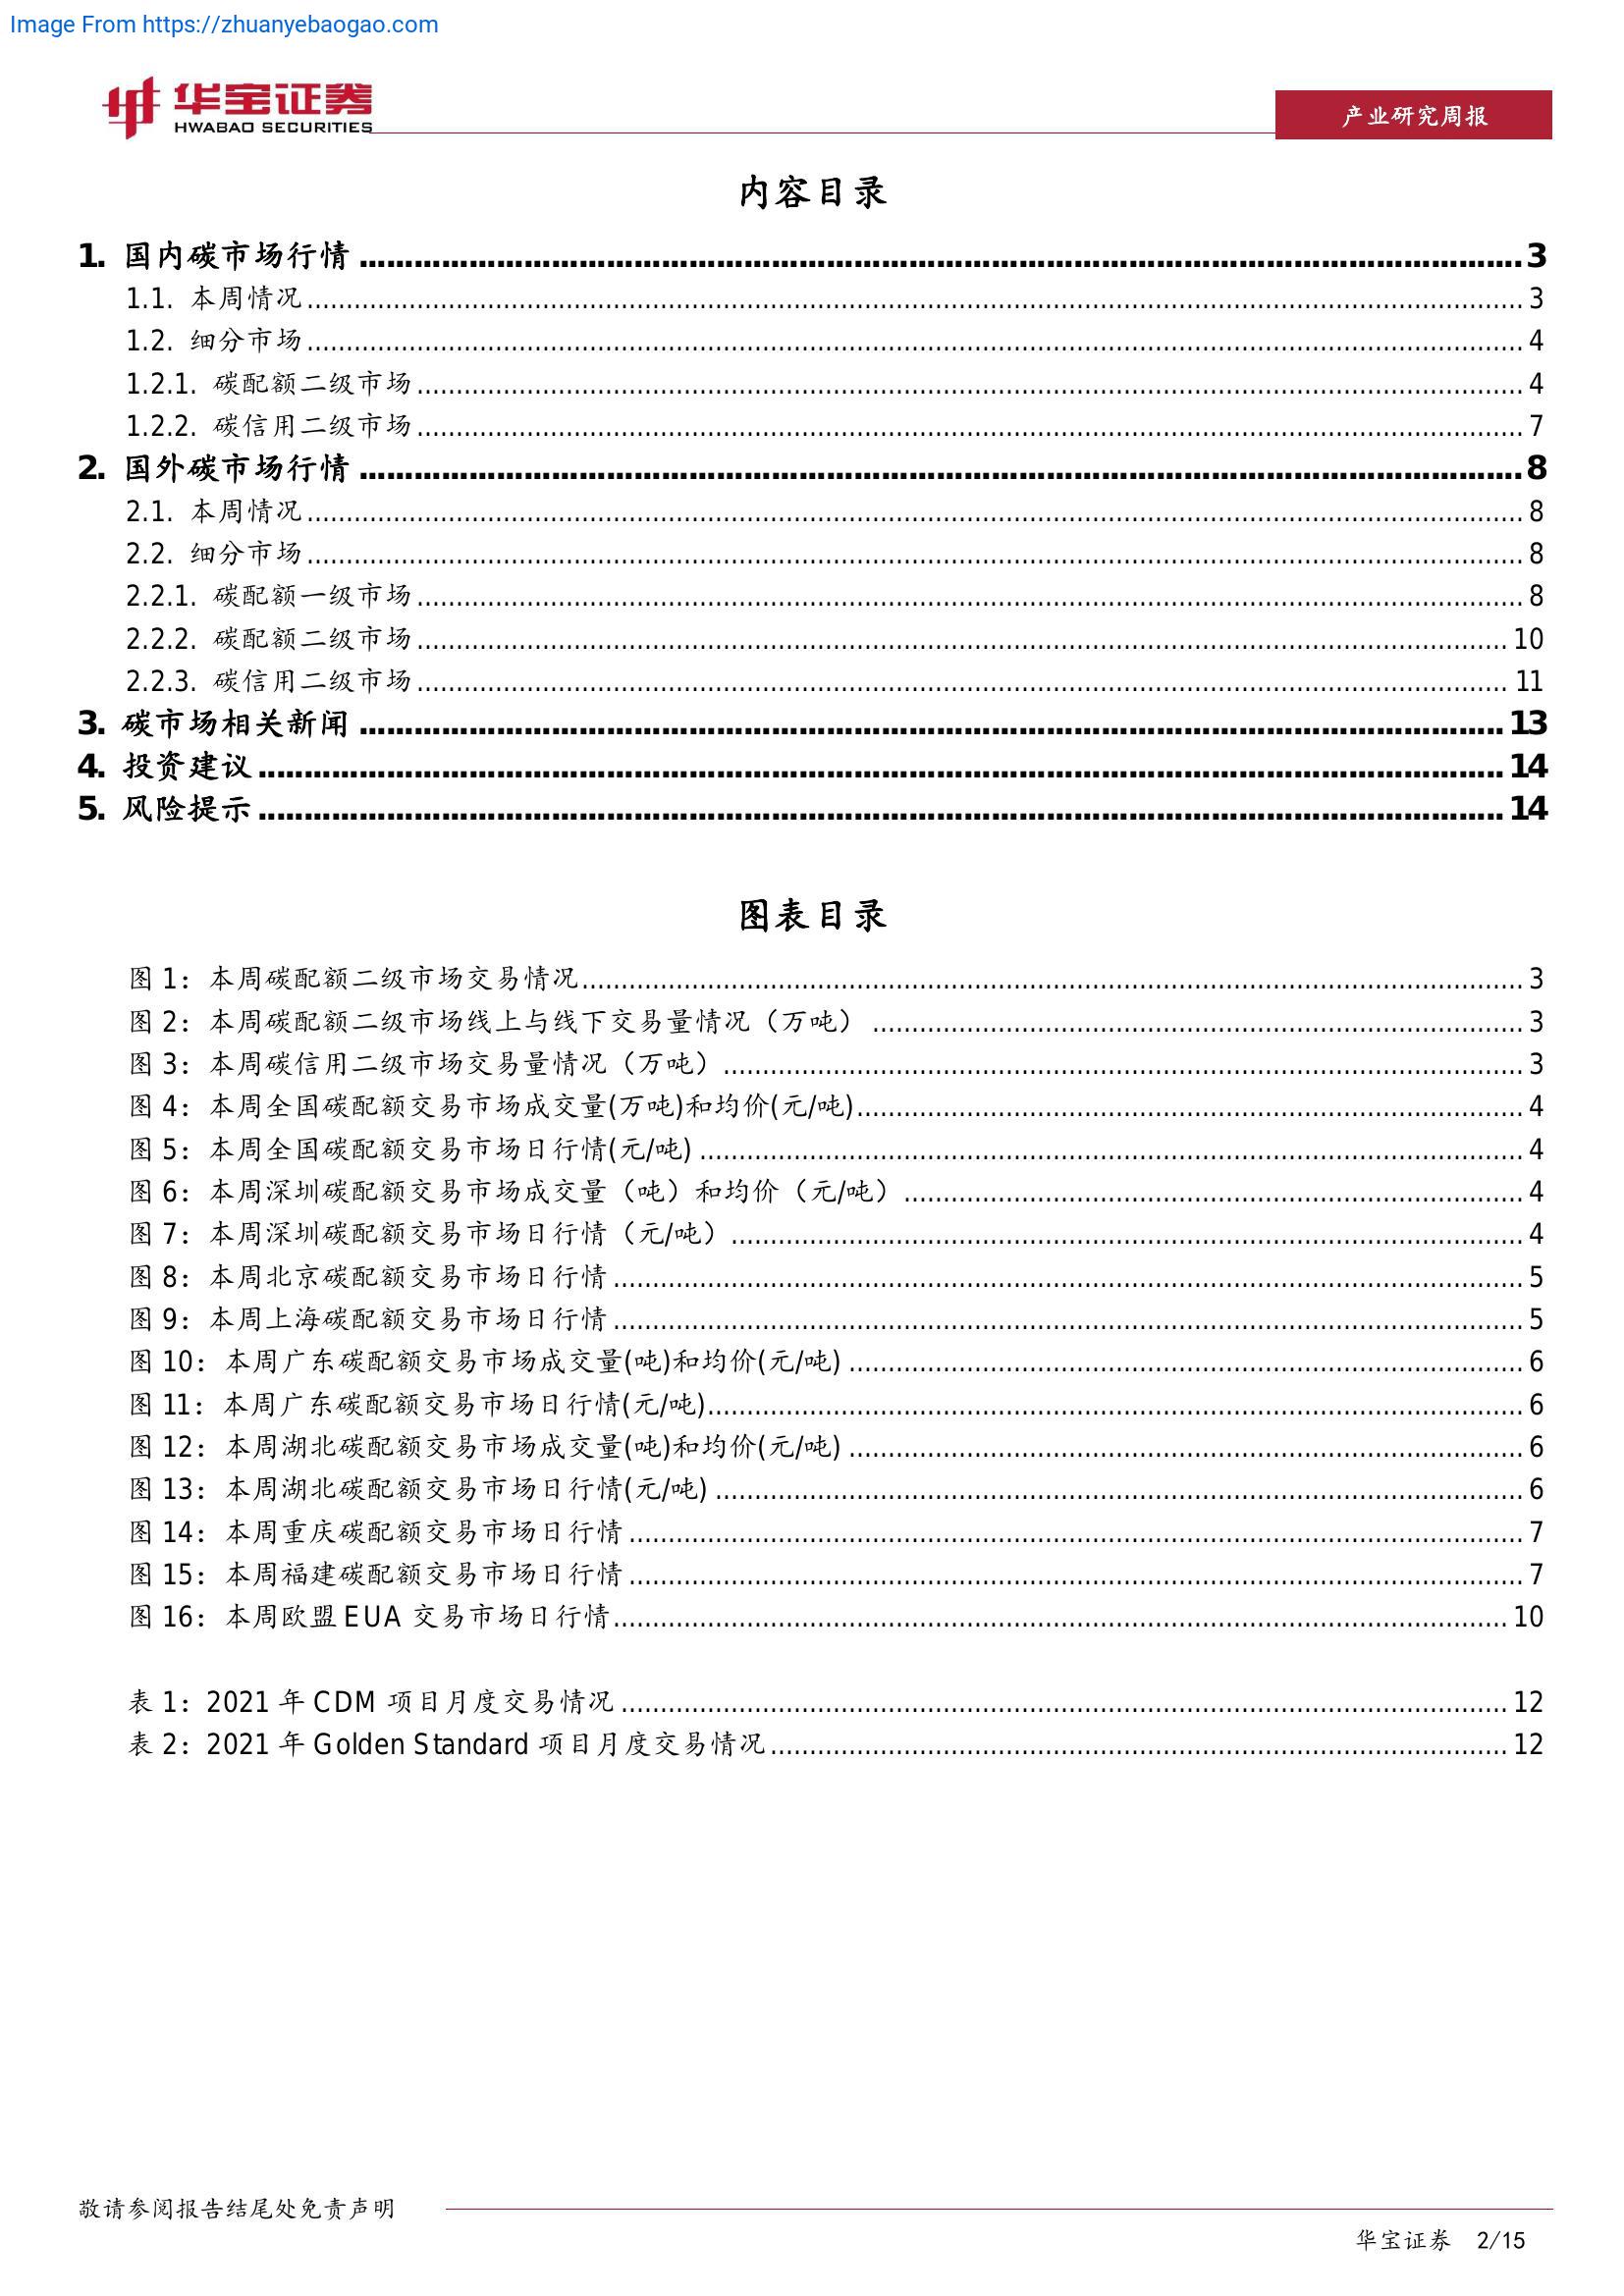 Image From https://zhuanyebaogao.com
华宝证券
HWABAO SECURITIES
产业研究周报
内容目录
1. 国内碳市场行情 3
1.1. 本周情况 3
1.2. 细分市场 4
1.2.1. 碳配额二级市场 4
1.2.2. 碳信用二级市场 7
2. 国外碳市场行情 8
2.1. 本周情况 8
2.2. 细分市场 8
2.2.1. 碳配额一级市场 8
2.2.2. 碳配额二级市场 10
2.2.3. 碳信用二级市场 11
3. 碳市场相关新闻 13
4. 投资建议 14
5. 风险提示 14
图表目录
图 1：本周碳配额二级市场交易情况 3
图 2：本周碳配额二级市场线上与线下交易量情况（万吨） 3
图 3：本周碳信用二级市场交易量情况（万吨） 3
图 4：本周全国碳配额交易市场成交量(万吨)和均价(元/吨) 4
图 5：本周全国碳配额交易市场日行情(元/吨) 4
图 6：本周深圳碳配额交易市场成交量（吨）和均价（元/吨） 4
图 7：本周深圳碳配额交易市场日行情（元/吨） 4
图 8：本周北京碳配额交易市场日行情 5
图 9：本周上海碳配额交易市场日行情 5
图 10：本周广东碳配额交易市场成交量(吨)和均价(元/吨) 6
图 11：本周广东碳配额交易市场日行情(元/吨) 6
图 12：本周湖北碳配额交易市场成交量(吨)和均价(元/吨) 6
图 13：本周湖北碳配额交易市场日行情(元/吨) 6
图 14：本周重庆碳配额交易市场日行情 7
图 15：本周福建碳配额交易市场日行情 7
图 16：本周欧盟 EUA 交易市场日行情 10
表 1：2021 年 CDM 项目月度交易情况 12
表 2：2021 年 Golden Standard 项目月度交易情况 12
敬请参阅报告结尾处免责声明
华宝证券 2/15